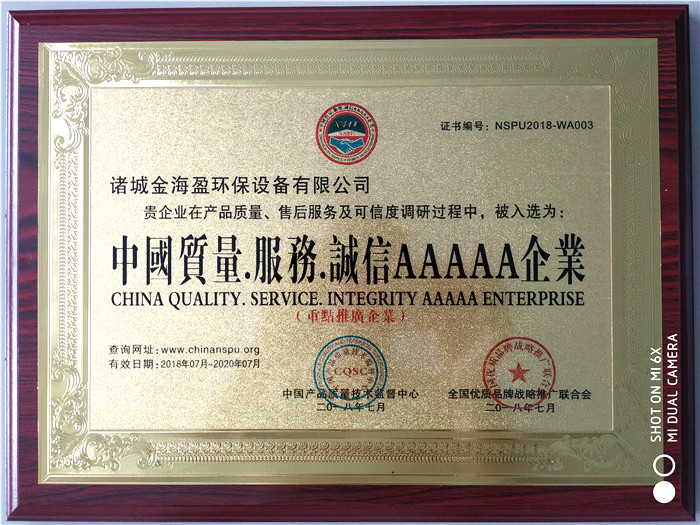 证书编号：NSPU2018-WA003
诸城金海盈环保设备有限公司
贵企业在产品质量、售后服务及可信度调研过程中，被入选为：
中國質量.服務.誠信AAAAA企業
CHINA QUALITY. SERVICE. INTEGRITY AAAAA ENTERPRISE
（重點推廣企業）
查询网址：www.chinanspu.org
有效日期：2018年07月~2020年07月
CQSC
中国产品质量技术监督中心
二〇一八年七月
全国优质品牌战略推广联合会
二〇一八年七月
SHOT ON MI 6X
MI DUAL CAMERA